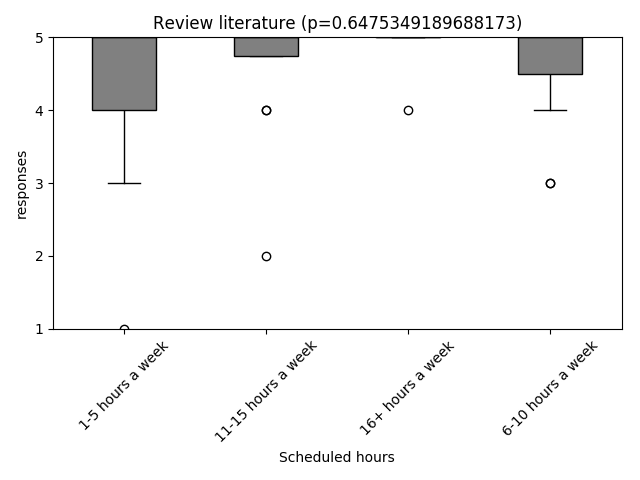 Review literature (p=0.6475349189688173)
5
4
3
2
1
responses
1-5 hours a week
11-15 hours a week
16+ hours a week
6-10 hours a week
Scheduled hours